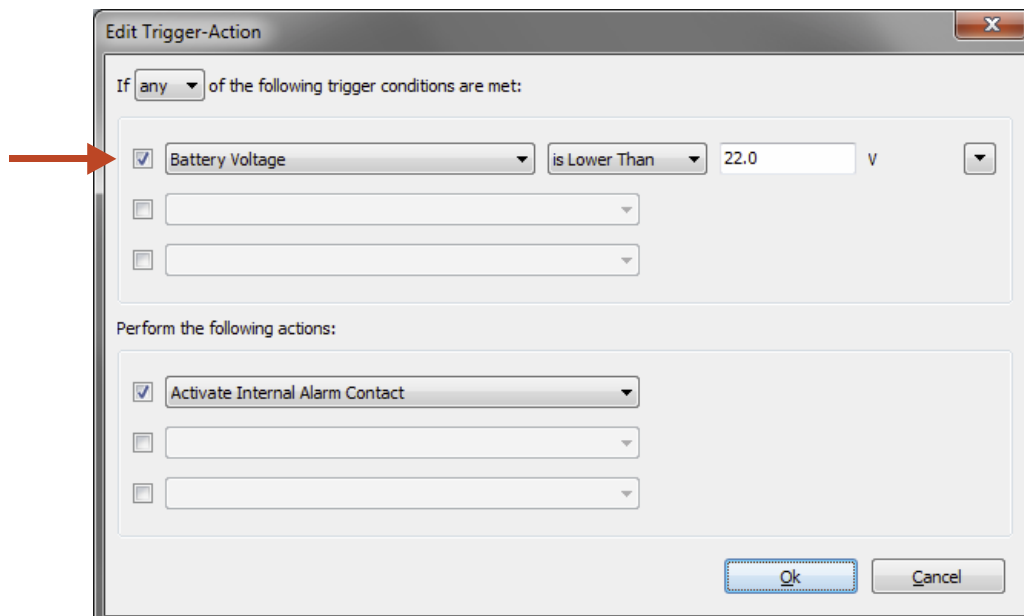 Edit Trigger-Action
If any of the following trigger conditions are met:
Battery Voltage is Lower Than 22.0 V
Perform the following actions:
Activate Internal Alarm Contact
Ok Cancel